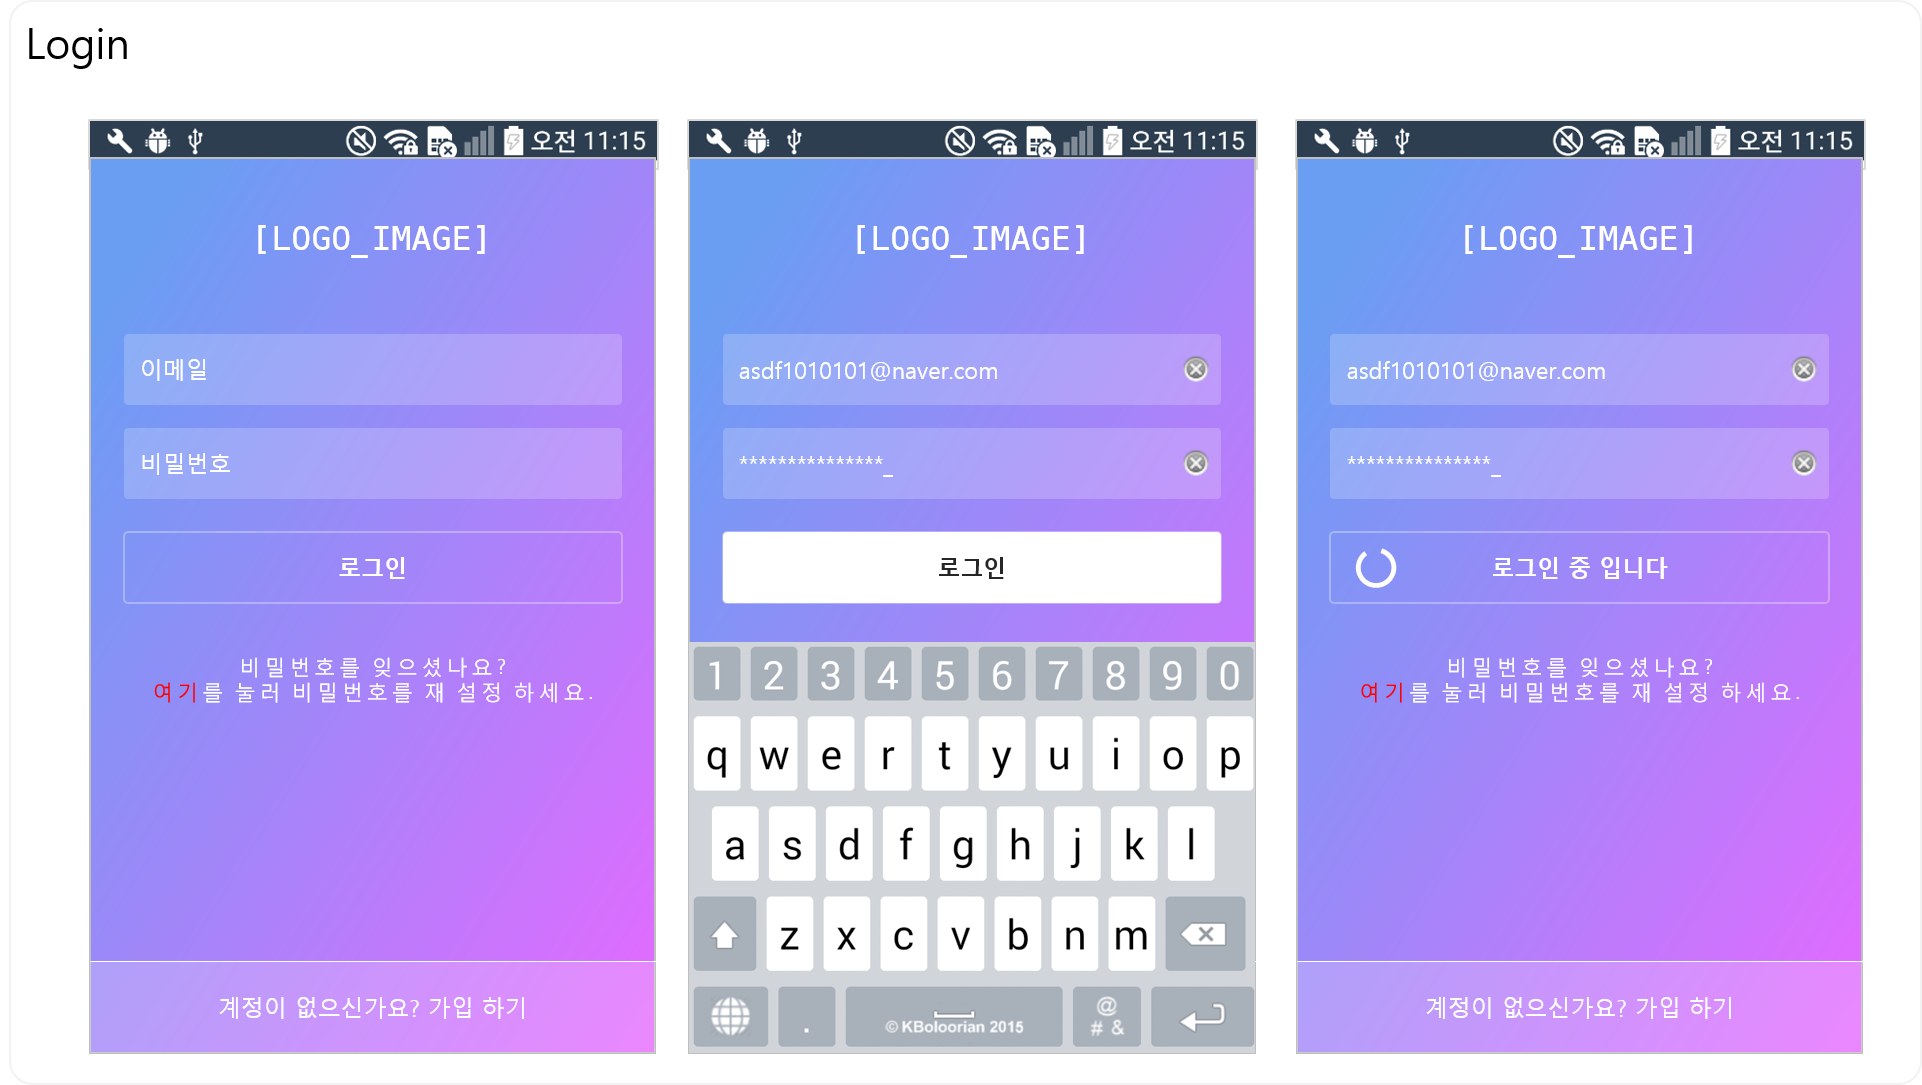 Login
오전 11:15
[LOGO_IMAGE]
이메일
비밀번호
로그인
비밀번호를 잊으셨나요?
여기를 눌러 비밀번호를 재 설정 하세요.
계정이 없으신가요? 가입 하기
오전 11:15
[LOGO_IMAGE]
asdf1010101@naver.com
***************_
로그인
1 2 3 4 5 6 7 8 9 0
q w e r t y u i o p
a s d f g h j k l
z x c v b n m
. © KBoloorian 2015 @ # &
오전 11:15
[LOGO_IMAGE]
asdf1010101@naver.com
***************_
로그인 중 입니다
비밀번호를 잊으셨나요?
여기를 눌러 비밀번호를 재 설정 하세요.
계정이 없으신가요? 가입 하기